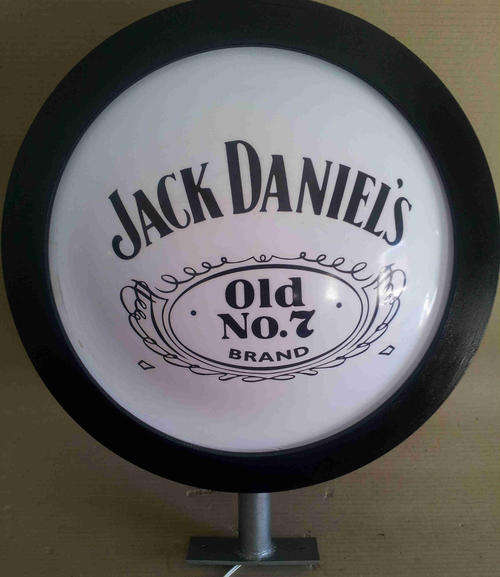 JACK DANIEL'S
Old
No.7
BRAND